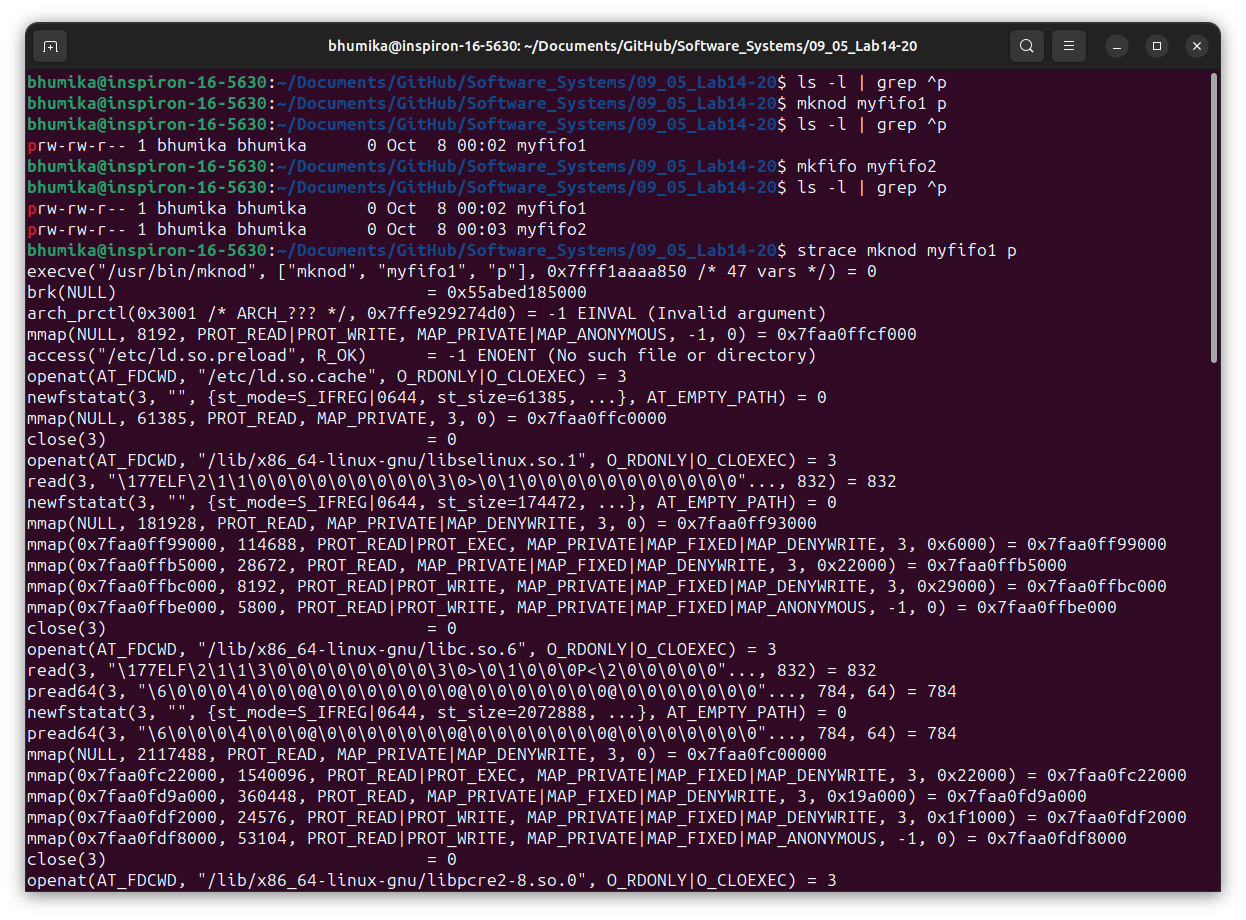 bhumika@inspiron-16-5630: ~/Documents/GitHub/Software_Systems/09_05_Lab14-20
bhumika@inspiron-16-5630:~/Documents/GitHub/Software_Systems/09_05_Lab14-20$ ls -l | grep ^p
bhumika@inspiron-16-5630:~/Documents/GitHub/Software_Systems/09_05_Lab14-20$ mknod myfifo1 p
bhumika@inspiron-16-5630:~/Documents/GitHub/Software_Systems/09_05_Lab14-20$ ls -l | grep ^p
prw-rw-r-- 1 bhumika bhumika      0 Oct  8 00:02 myfifo1
bhumika@inspiron-16-5630:~/Documents/GitHub/Software_Systems/09_05_Lab14-20$ mkfifo myfifo2
bhumika@inspiron-16-5630:~/Documents/GitHub/Software_Systems/09_05_Lab14-20$ ls -l | grep ^p
prw-rw-r-- 1 bhumika bhumika      0 Oct  8 00:02 myfifo1
prw-rw-r-- 1 bhumika bhumika      0 Oct  8 00:03 myfifo2
bhumika@inspiron-16-5630:~/Documents/GitHub/Software_Systems/09_05_Lab14-20$ strace mknod myfifo1 p
execve("/usr/bin/mknod", ["mknod", "myfifo1", "p"], 0x7fff1aaaa850 /* 47 vars */) = 0
brk(NULL)                               = 0x55abed185000
arch_prctl(0x3001 /* ARCH_??? */, 0x7ffe929274d0) = -1 EINVAL (Invalid argument)
mmap(NULL, 8192, PROT_READ|PROT_WRITE, MAP_PRIVATE|MAP_ANONYMOUS, -1, 0) = 0x7faa0ffcf000
access("/etc/ld.so.preload", R_OK)      = -1 ENOENT (No such file or directory)
openat(AT_FDCWD, "/etc/ld.so.cache", O_RDONLY|O_CLOEXEC) = 3
newfstatat(3, "", {st_mode=S_IFREG|0644, st_size=61385, ...}, AT_EMPTY_PATH) = 0
mmap(NULL, 61385, PROT_READ, MAP_PRIVATE, 3, 0) = 0x7faa0ffc0000
close(3)                                = 0
openat(AT_FDCWD, "/lib/x86_64-linux-gnu/libselinux.so.1", O_RDONLY|O_CLOEXEC) = 3
read(3, "\177ELF\2\1\1\0\0\0\0\0\0\0\0\0\3\0>\0\1\0\0\0\0\0\0\0\0\0\0\0"..., 832) = 832
newfstatat(3, "", {st_mode=S_IFREG|0644, st_size=174472, ...}, AT_EMPTY_PATH) = 0
mmap(NULL, 181928, PROT_READ, MAP_PRIVATE|MAP_DENYWRITE, 3, 0) = 0x7faa0ff93000
mmap(0x7faa0ff99000, 114688, PROT_READ|PROT_EXEC, MAP_PRIVATE|MAP_FIXED|MAP_DENYWRITE, 3, 0x6000) = 0x7faa0ff99000
mmap(0x7faa0ffb5000, 28672, PROT_READ, MAP_PRIVATE|MAP_FIXED|MAP_DENYWRITE, 3, 0x22000) = 0x7faa0ffb5000
mmap(0x7faa0ffbc000, 8192, PROT_READ|PROT_WRITE, MAP_PRIVATE|MAP_FIXED|MAP_DENYWRITE, 3, 0x29000) = 0x7faa0ffbc000
mmap(0x7faa0ffbe000, 5800, PROT_READ|PROT_WRITE, MAP_PRIVATE|MAP_FIXED|MAP_ANONYMOUS, -1, 0) = 0x7faa0ffbe000
close(3)                                = 0
openat(AT_FDCWD, "/lib/x86_64-linux-gnu/libc.so.6", O_RDONLY|O_CLOEXEC) = 3
read(3, "\177ELF\2\1\1\3\0\0\0\0\0\0\0\0\3\0>\0\1\0\0\0P<\2\0\0\0\0\0"..., 832) = 832
pread64(3, "\6\0\0\0\4\0\0\0@\0\0\0\0\0\0\0@\0\0\0\0\0\0\0@\0\0\0\0\0\0\0"..., 784, 64) = 784
newfstatat(3, "", {st_mode=S_IFREG|0644, st_size=2072888, ...}, AT_EMPTY_PATH) = 0
pread64(3, "\6\0\0\0\4\0\0\0@\0\0\0\0\0\0\0@\0\0\0\0\0\0\0@\0\0\0\0\0\0\0"..., 784, 64) = 784
mmap(NULL, 2117488, PROT_READ, MAP_PRIVATE|MAP_DENYWRITE, 3, 0) = 0x7faa0fc00000
mmap(0x7faa0fc22000, 1540096, PROT_READ|PROT_EXEC, MAP_PRIVATE|MAP_FIXED|MAP_DENYWRITE, 3, 0x22000) = 0x7faa0fc22000
mmap(0x7faa0fd9a000, 360448, PROT_READ, MAP_PRIVATE|MAP_FIXED|MAP_DENYWRITE, 3, 0x19a000) = 0x7faa0fd9a000
mmap(0x7faa0fdf2000, 24576, PROT_READ|PROT_WRITE, MAP_PRIVATE|MAP_FIXED|MAP_DENYWRITE, 3, 0x1f1000) = 0x7faa0fdf2000
mmap(0x7faa0fdf8000, 53104, PROT_READ|PROT_WRITE, MAP_PRIVATE|MAP_FIXED|MAP_ANONYMOUS, -1, 0) = 0x7faa0fdf8000
close(3)                                = 0
openat(AT_FDCWD, "/lib/x86_64-linux-gnu/libpcre2-8.so.0", O_RDONLY|O_CLOEXEC) = 3